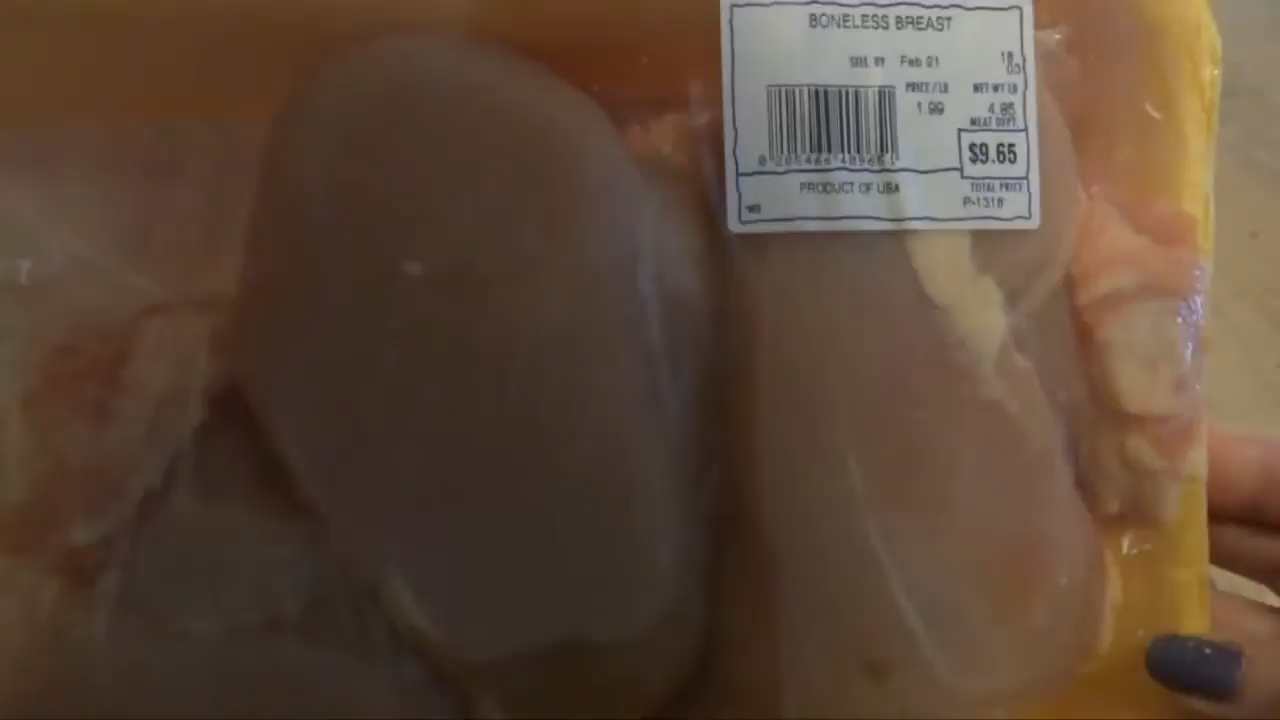 BONELESS BREAST
SELL BY Feb 21
PRICE/LB NET WT LB
1.99 4.85
MEAT DEPT.
$9.65
PRODUCT OF USA TOTAL PRICE
P-1318